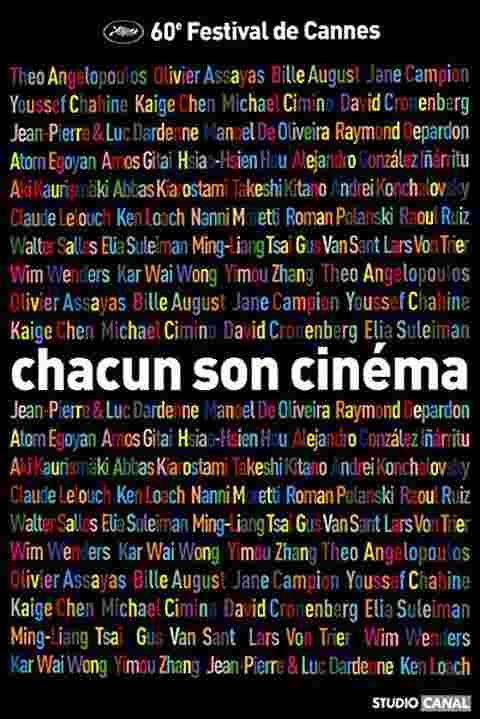 60e Festival de Cannes
Theo Angelopoulos Olivier Assayas Bille August Jane Campion
Youssef Chahine Kaige Chen Michael Cimino David Cronenberg
Jean-Pierre & Luc Dardenne Manoel De Oliveira Raymond Depardon
Atom Egoyan Amos Gitai Hsiao-Hsien Hou Alejandro González Iñárritu
Aki Kaurismäki Abbas Kiarostami Takeshi Kitano Andrei Konchalovsky
Claude Lelouch Ken Loach Nanni Moretti Roman Polanski Raoul Ruiz
Walter Salles Elia Suleiman Ming-Liang Tsai Gus Van Sant Lars Von Trier
Wim Wenders Kar Wai Wong Yimou Zhang Theo Angelopoulos
Olivier Assayas Bille August Jane Campion Youssef Chahine
Kaige Chen Michael Cimino David Cronenberg Elia Suleiman
chacun son cinéma
Jean-Pierre & Luc Dardenne Manoel De Oliveira Raymond Depardon
Atom Egoyan Amos Gitai Hsiao-Hsien Hou Alejandro González Iñárritu
Aki Kaurismäki Abbas Kiarostami Takeshi Kitano Andrei Konchalovsky
Claude Lelouch Ken Loach Nanni Moretti Roman Polanski Raoul Ruiz
Walter Salles Elia Suleiman Ming-Liang Tsai Gus Van Sant Lars Von Trier
Wim Wenders Kar Wai Wong Yimou Zhang Theo Angelopoulos
Olivier Assayas Bille August Jane Campion Youssef Chahine
Kaige Chen Michael Cimino David Cronenberg Elia Suleiman
Ming-Liang Tsai Gus Van Sant Lars Von Trier Wim Wenders
Kar Wai Wong Yimou Zhang Jean-Pierre & Luc Dardenne Ken Loach
STUDIO CANAL